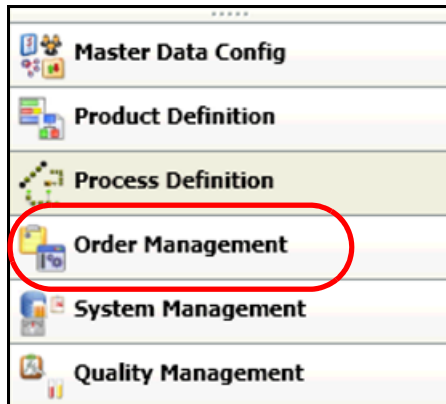 Master Data Config
Product Definition
Process Definition
Order Management
System Management
Quality Management